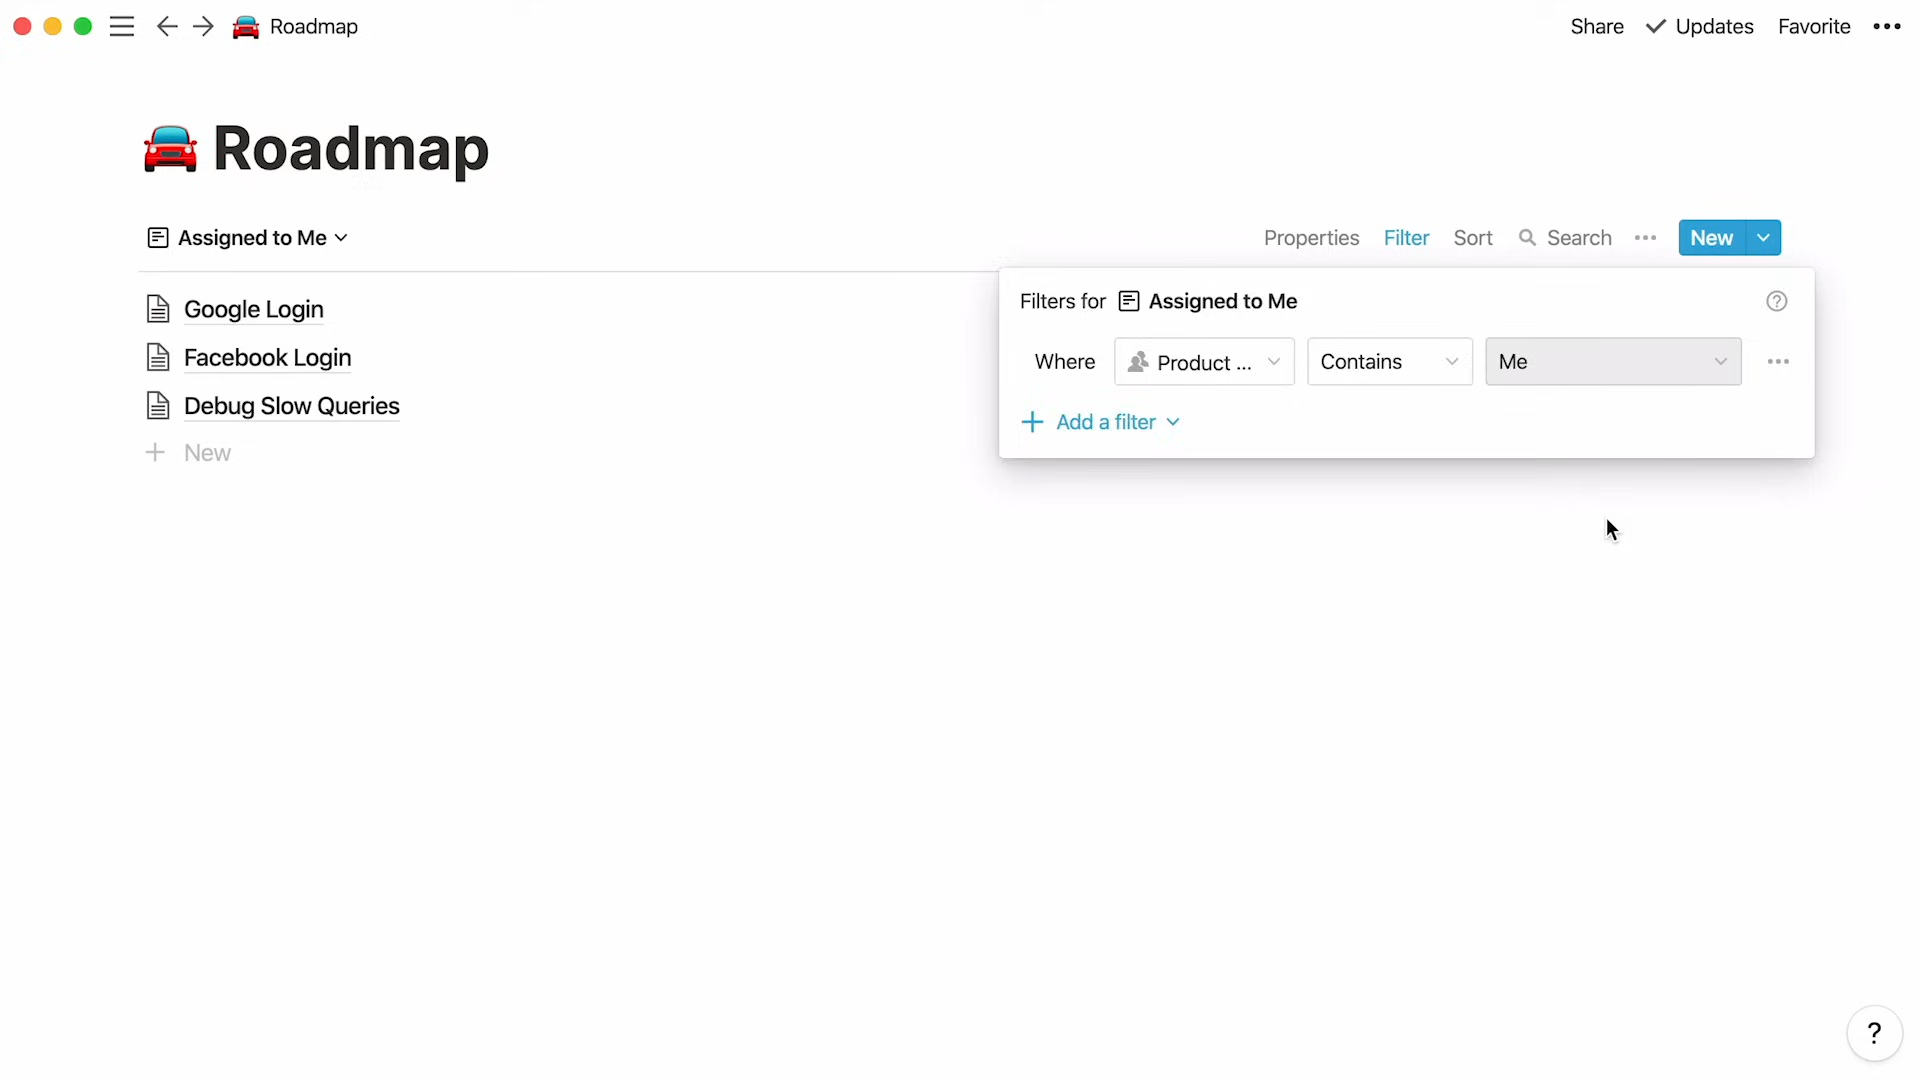 Roadmap
Share Updates Favorite
Roadmap
Assigned to Me
Properties Filter Sort Search New
Google Login
Facebook Login
Debug Slow Queries
New
Filters for Assigned to Me
Where Product ... Contains Me
Add a filter
?